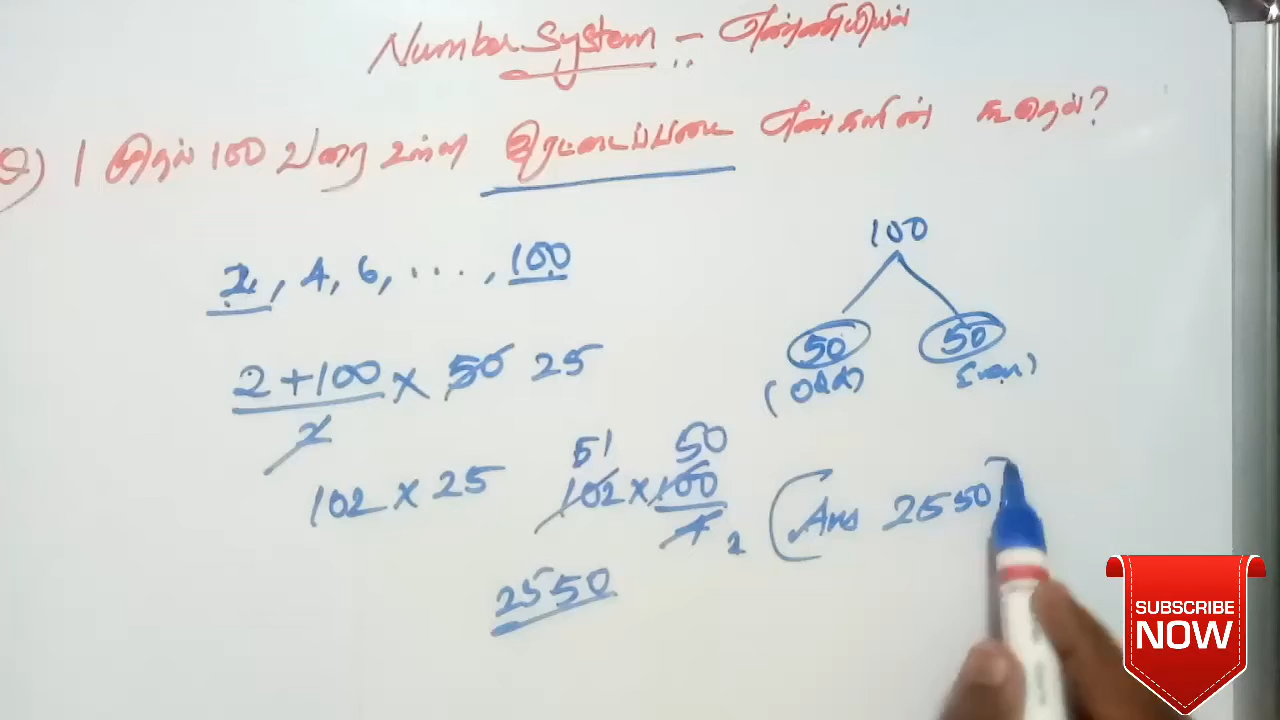 Number System - எண்ணியியல்
Q) 1 முதல் 100 வரை உள்ள இரட்டைப்படை எண்களின் கூடுதல்?
2, 4, 6, ...., 100
100
50 50
(Odd) (Even)
2 + 100 / 2 × 50 25
51 50
102 × 25 102 × 100 / 4 2
(Ans 2550)
2550
SUBSCRIBE
NOW